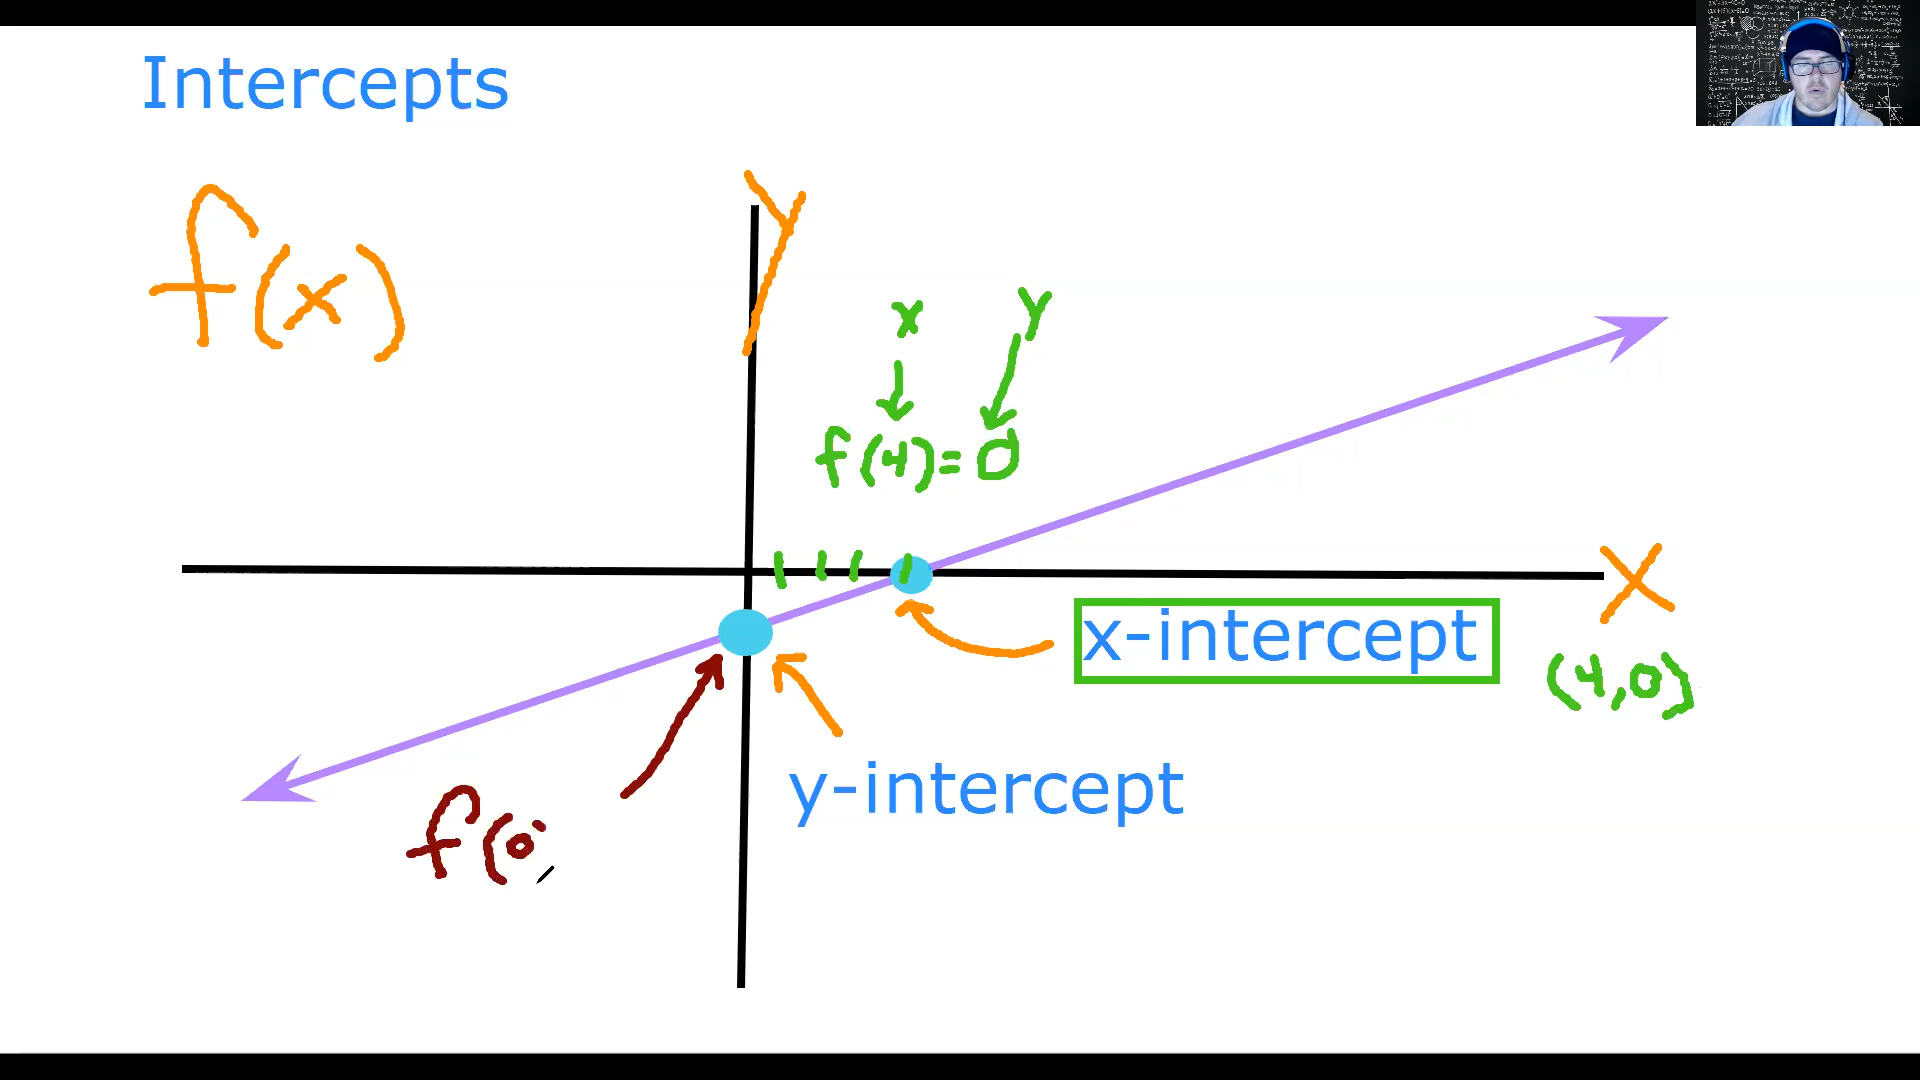 Intercepts
f(x)
y
x y
f(4)=0
x
x-intercept
(4,0)
y-intercept
f(0